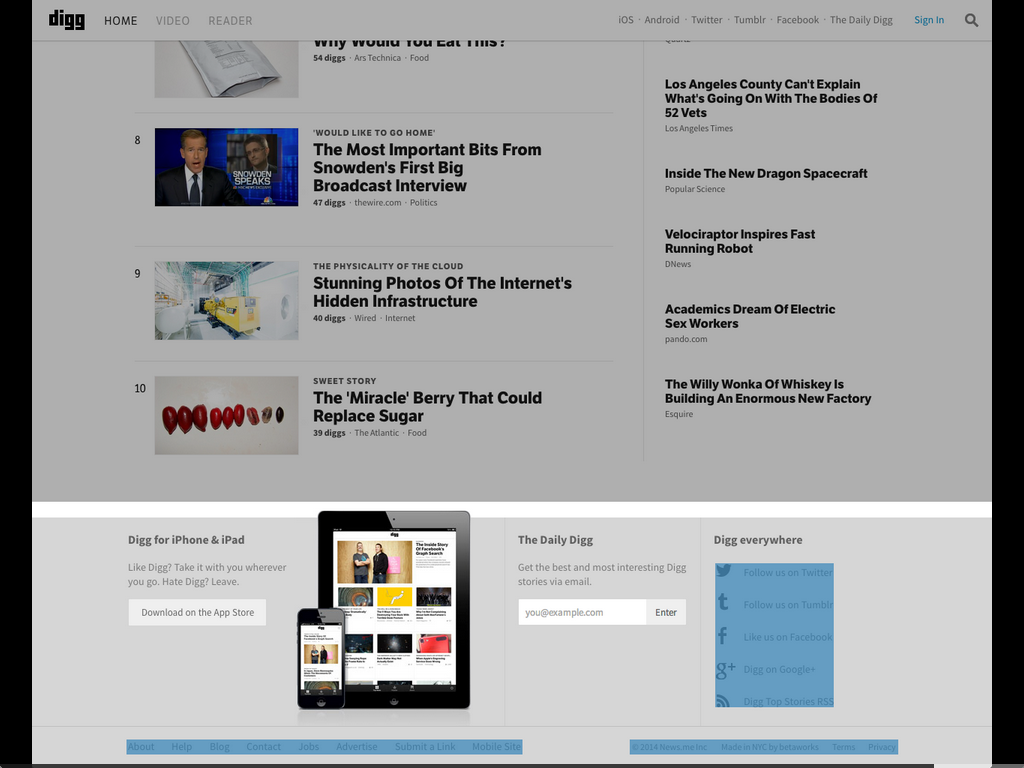 digg HOME VIDEO READER iOS · Android · Twitter · Tumblr · Facebook · The Daily Digg Sign In
Why Would You Eat This?
54 diggs · Ars Technica · Food
8
'WOULD LIKE TO GO HOME'
The Most Important Bits From
Snowden's First Big
Broadcast Interview
47 diggs · thewire.com · Politics
SNOWDEN
SPEAKS
9
THE PHYSICALITY OF THE CLOUD
Stunning Photos Of The Internet's
Hidden Infrastructure
40 diggs · Wired · Internet
10
SWEET STORY
The 'Miracle' Berry That Could
Replace Sugar
39 diggs · The Atlantic · Food
Quartz
Los Angeles County Can't Explain
What's Going On With The Bodies Of
52 Vets
Los Angeles Times
Inside The New Dragon Spacecraft
Popular Science
Velociraptor Inspires Fast
Running Robot
DNews
Academics Dream Of Electric
Sex Workers
pando.com
The Willy Wonka Of Whiskey Is
Building An Enormous New Factory
Esquire
Digg for iPhone & iPad
Like Digg? Take it with you wherever
you go. Hate Digg? Leave.
Download on the App Store
digg
The Inside Story
Of Facebook's
Graph Search
The Daily Digg
Get the best and most interesting Digg
stories via email.
you@example.com Enter
Digg everywhere
Follow us on Twitter
Follow us on Tumblr
Like us on Facebook
Digg on Google+
Digg Top Stories RSS
About Help Blog Contact Jobs Advertise Submit a Link Mobile Site
© 2014 News.me Inc Made in NYC by betaworks Terms Privacy